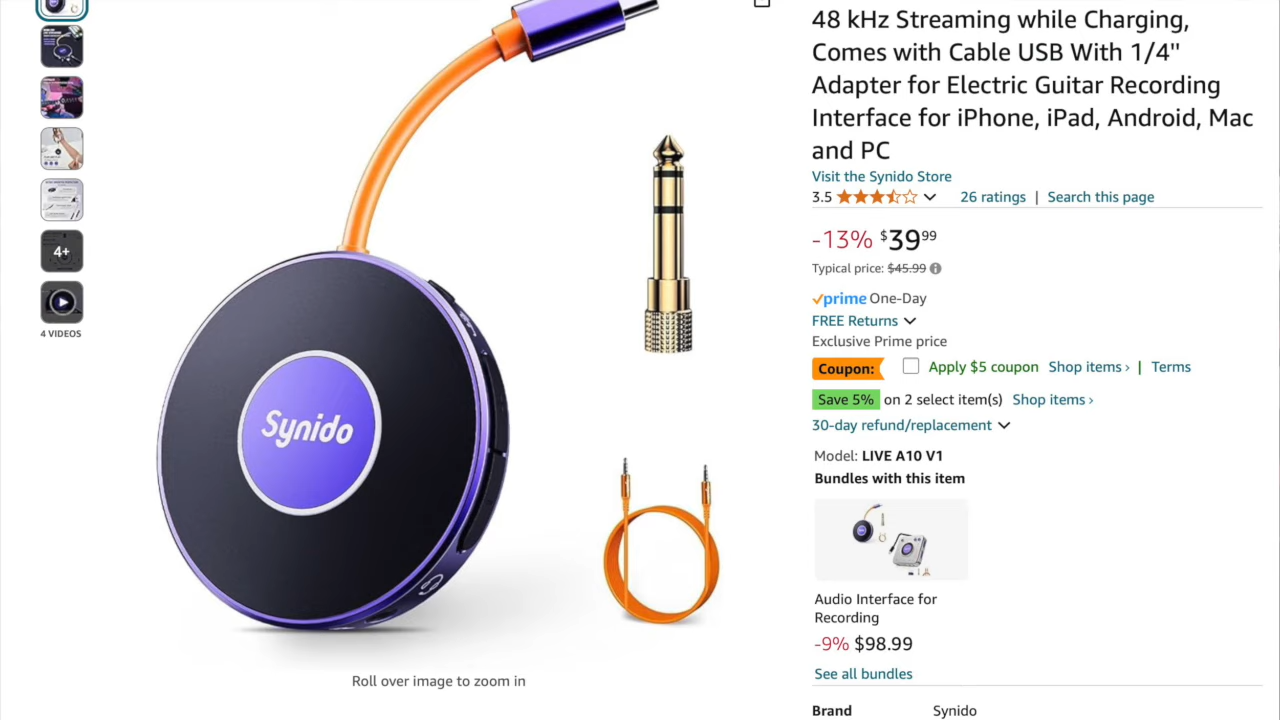 48 kHz Streaming while Charging,
Comes with Cable USB With 1/4"
Adapter for Electric Guitar Recording
Interface for iPhone, iPad, Android, Mac
and PC
Visit the Synido Store
3.5
26 ratings | Search this page
-13% $39 99
Typical price: $45.99
prime One-Day
FREE Returns
Exclusive Prime price
Coupon: Apply $5 coupon Shop items › | Terms
Save 5% on 2 select item(s) Shop items ›
30-day refund/replacement
Model: LIVE A10 V1
Bundles with this item
Audio Interface for
Recording
-9% $98.99
See all bundles
Brand Synido
4+
4 VIDEOS
Synido
Roll over image to zoom in